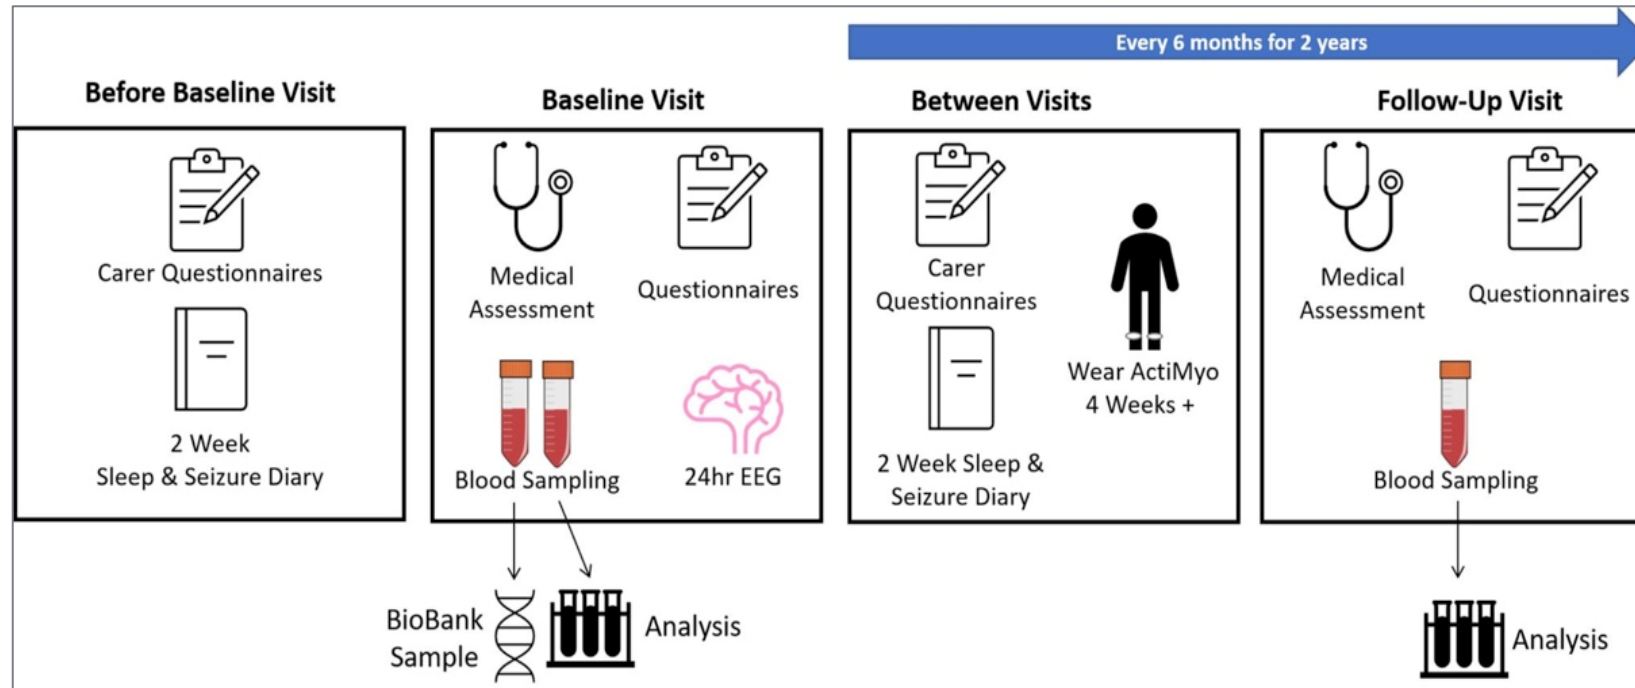 Every 6 months for 2 years
Before Baseline Visit
Carer Questionnaires
2 Week
Sleep & Seizure Diary
Baseline Visit
Medical
Assessment
Questionnaires
Blood Sampling
24hr EEG
BioBank
Sample
Analysis
Between Visits
Carer
Questionnaires
2 Week Sleep &
Seizure Diary
Wear ActiMyo
4 Weeks +
Follow-Up Visit
Medical
Assessment
Questionnaires
Blood Sampling
Analysis